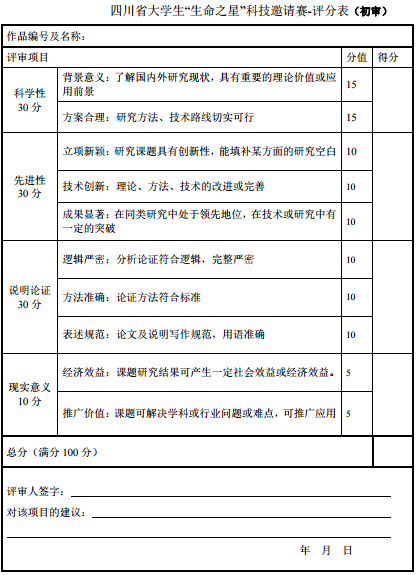 四川省大学生“生命之星”科技邀请赛-评分表（初审）
作品编号及名称：
评审项目 分值 得分
科学性
30 分
背景意义：了解国内外研究现状，具有重要的理论价值或应
用前景
15
方案合理：研究方法、技术路线切实可行
15
先进性
30 分
立项新颖：研究课题具有创新性，能填补某方面的研究空白
10
技术创新：理论、方法、技术的改进或完善
10
成果显著：在同类研究中处于领先地位，在技术或研究中有
一定的突破
10
说明论证
30 分
逻辑严密：分析论证符合逻辑，完整严密
10
方法准确：论证方法符合标准
10
表述规范：论文及说明写作规范，用语准确
10
现实意义
10 分
经济效益：课题研究结果可产生一定社会效益或经济效益。
5
推广价值：课题可解决学科或行业问题或难点，可推广应用
5
总分（满分 100 分）
评审人签字：
对该项目的建议：
年 月 日